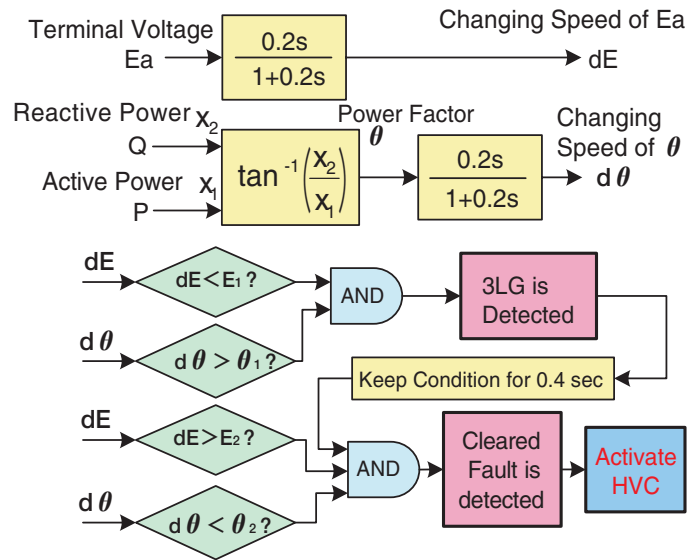 Terminal Voltage
Ea
0.2s
1+0.2s
Changing Speed of Ea
dE
Reactive Power X2
Q
Active Power X1
P
tan -1 (X2/X1)
Power Factor
θ
0.2s
1+0.2s
Changing
Speed of θ
dθ
dE
dE<E1?
AND
3LG is
Detected
dθ
dθ>θ1?
Keep Condition for 0.4 sec
dE
dE>E2?
AND
Cleared
Fault is
detected
Activate
HVC
dθ
dθ<θ2?